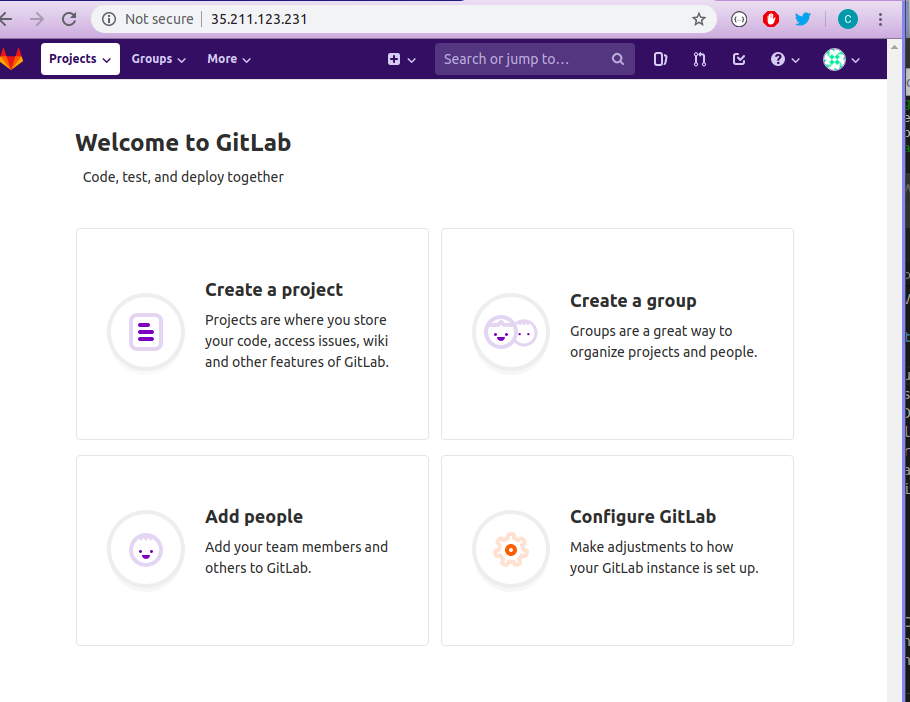 Not secure 35.211.123.231
C
Projects Groups More Search or jump to...
Welcome to GitLab
Code, test, and deploy together
Create a project
Projects are where you store
your code, access issues, wiki
and other features of GitLab.
Create a group
Groups are a great way to
organize projects and people.
Add people
Add your team members and
others to GitLab.
Configure GitLab
Make adjustments to how
your GitLab instance is set up.